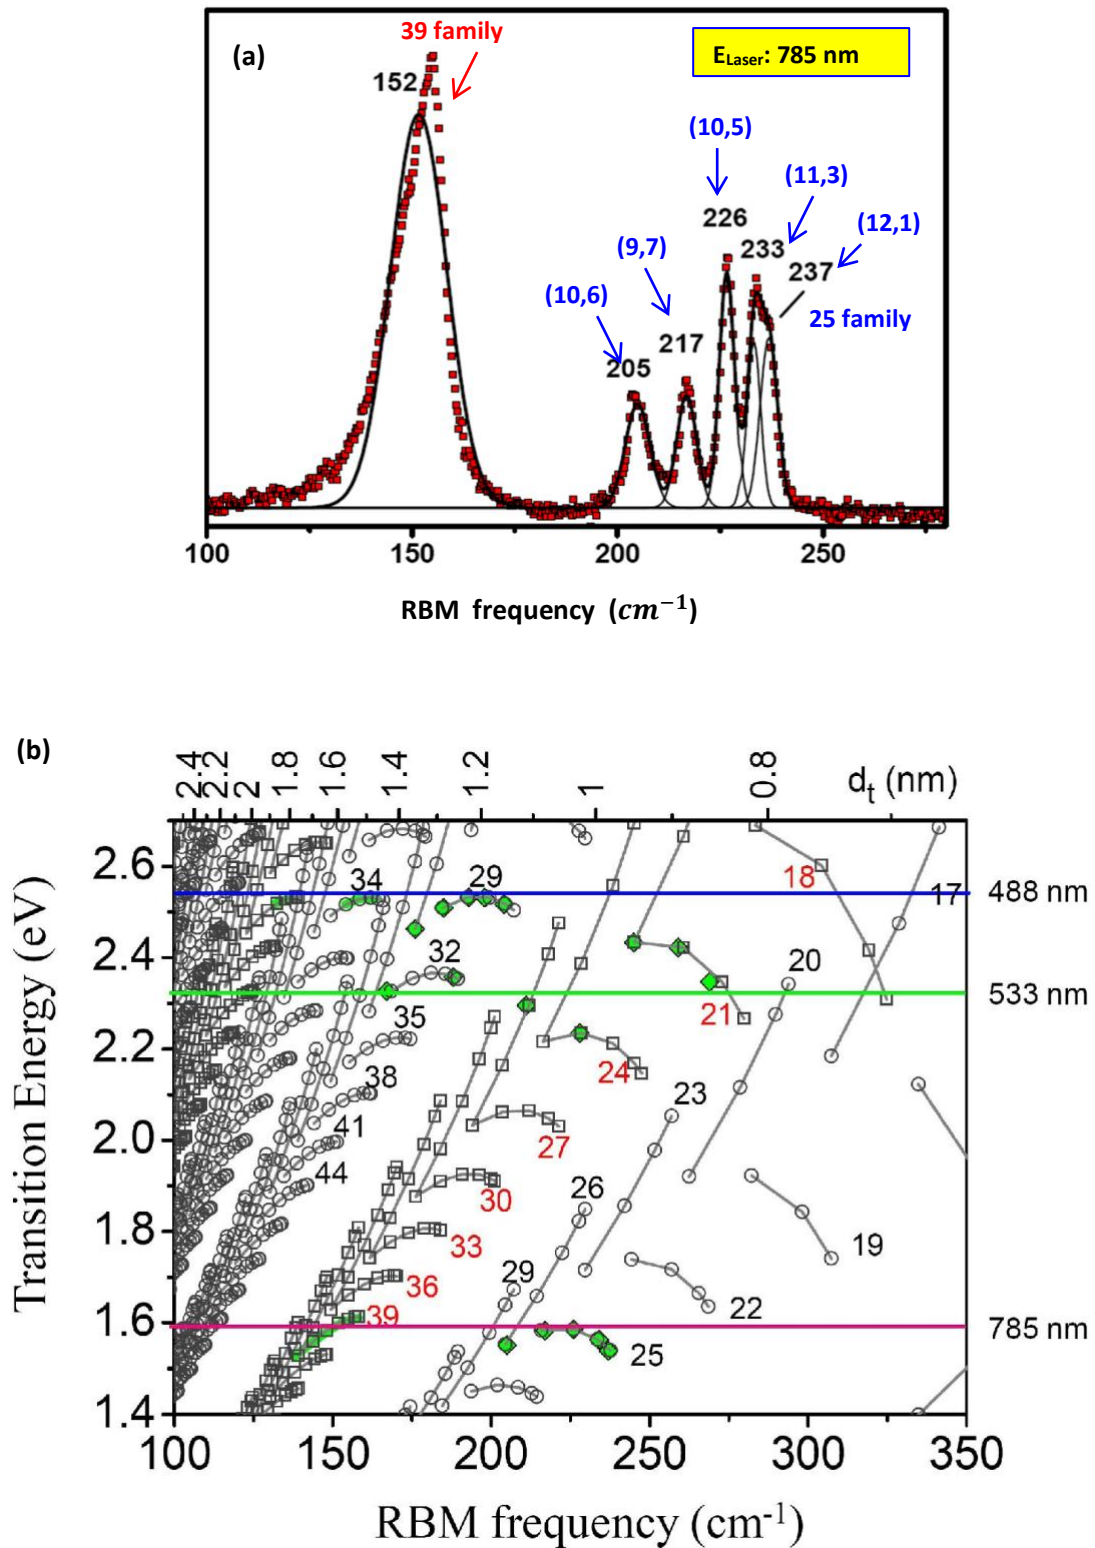 39 family
(a)
E_Laser: 785 nm
152
(10,5)
(11,3)
226
(12,1)
233
(9,7)
237
(10,6)
25 family
217
205
100 150 200 250
RBM frequency (cm⁻¹)
(b)
2.4 2.2 2 1.8 1.6 1.4 1.2 1 0.8 d_t (nm)
2.6
34 29 18 17 488 nm
2.4
32 20
533 nm
35 21
2.2
24
38 23
2.0
41 27
44 30 26
1.8
33 19
29
36 22
1.6
39 785 nm
25
1.4
Transition Energy (eV)
100 150 200 250 300 350
RBM frequency (cm⁻¹)